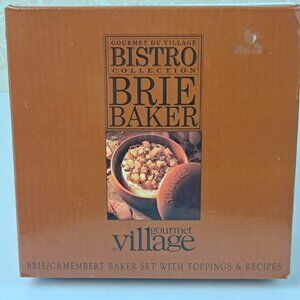 GOURMET DU VILLAGE
BISTRO
COLLECTION
BRIE
BAKER
gourmet
village
BRIE/CAMEMBERT BAKER SET WITH TOPPINGS & RECIPES